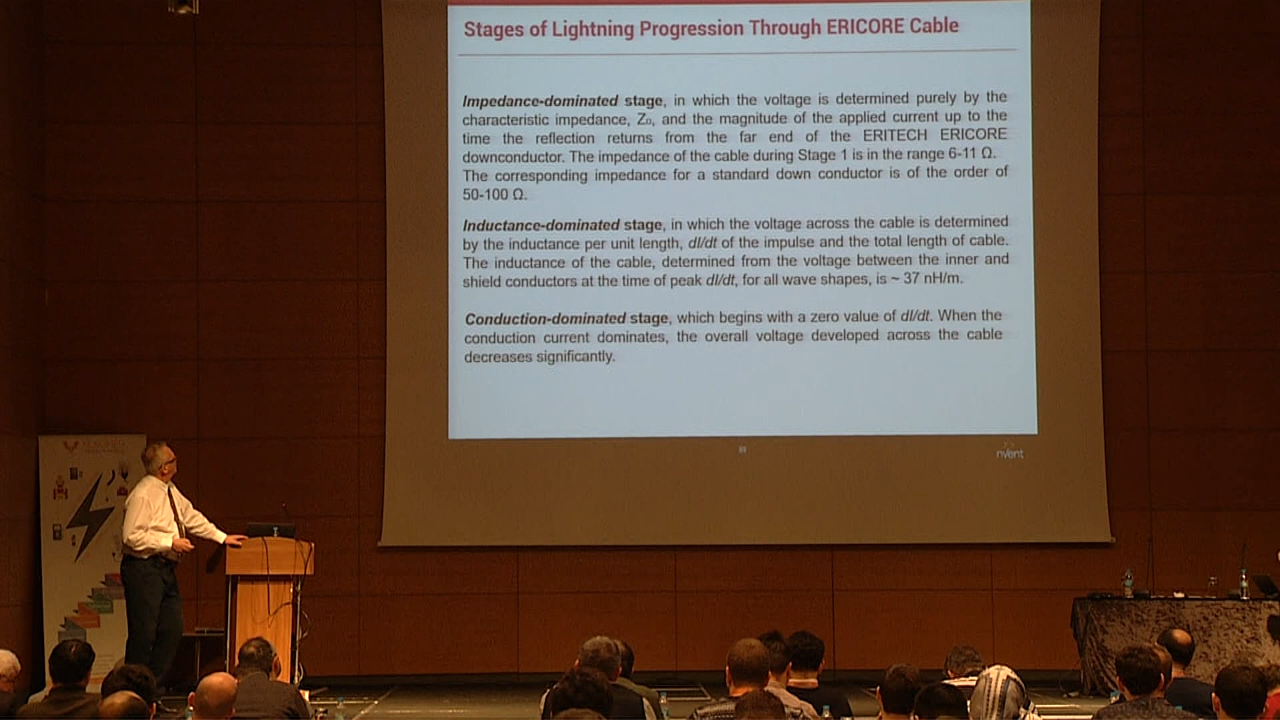 Stages of Lightning Progression Through ERICORE Cable
Impedance-dominated stage, in which the voltage is determined purely by the
characteristic impedance, Z₀, and the magnitude of the applied current up to the
time the reflection returns from the far end of the ERITECH ERICORE
downconductor. The impedance of the cable during Stage 1 is in the range 6-11 Ω.
The corresponding impedance for a standard down conductor is of the order of
50-100 Ω.
Inductance-dominated stage, in which the voltage across the cable is determined
by the inductance per unit length, dI/dt of the impulse and the total length of cable.
The inductance of the cable, determined from the voltage between the inner and
shield conductors at the time of peak dI/dt, for all wave shapes, is ~ 37 nH/m.
Conduction-dominated stage, which begins with a zero value of dI/dt. When the
conduction current dominates, the overall voltage developed across the cable
decreases significantly.
nVent